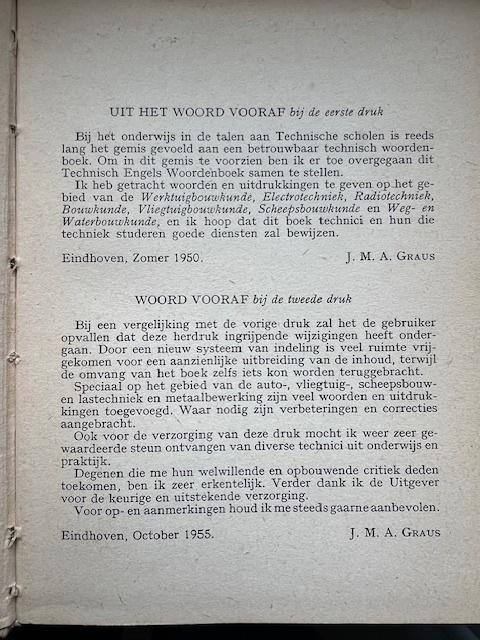 UIT HET WOORD VOORAF bij de eerste druk
Bij het onderwijs in de talen aan Technische scholen is reeds
lang het gemis gevoeld aan een betrouwbaar technisch woorden-
boek. Om in dit gemis te voorzien ben ik er toe overgegaan dit
Technisch Engels Woordenboek samen te stellen.
Ik heb getracht woorden en uitdrukkingen te geven op het ge-
bied van de Werktuigbouwkunde, Electrotechniek, Radiotechniek,
Bouwkunde, Vliegtuigbouwkunde, Scheepsbouwkunde en Weg- en
Waterbouwkunde, en ik hoop dat dit boek technici en hun die
techniek studeren goede diensten zal bewijzen.
Eindhoven, Zomer 1950. J. M. A. GRAUS
WOORD VOORAF bij de tweede druk
Bij een vergelijking met de vorige druk zal het de gebruiker
opvallen dat deze herdruk ingrijpende wijzigingen heeft onder-
gaan. Door een nieuw systeem van indeling is veel ruimte vrij-
gekomen voor een aanzienlijke uitbreiding van de inhoud, terwijl
de omvang van het boek zelfs iets kon worden teruggebracht.
Speciaal op het gebied van de auto-, vliegtuig-, scheepsbouw-
en lastechniek en metaalbewerking zijn veel woorden en uitdruk-
kingen toegevoegd. Waar nodig zijn verbeteringen en correcties
aangebracht.
Ook voor de verzorging van deze druk mocht ik weer zeer ge-
waardeerde steun ontvangen van diverse technici uit onderwijs en
praktijk.
Degenen die me hun welwillende en opbouwende critiek deden
toekomen, ben ik zeer erkentelijk. Verder dank ik de Uitgever
voor de keurige en uitstekende verzorging.
Voor op- en aanmerkingen houd ik me steeds gaarne aanbevolen.
Eindhoven, October 1955. J. M. A. GRAUS